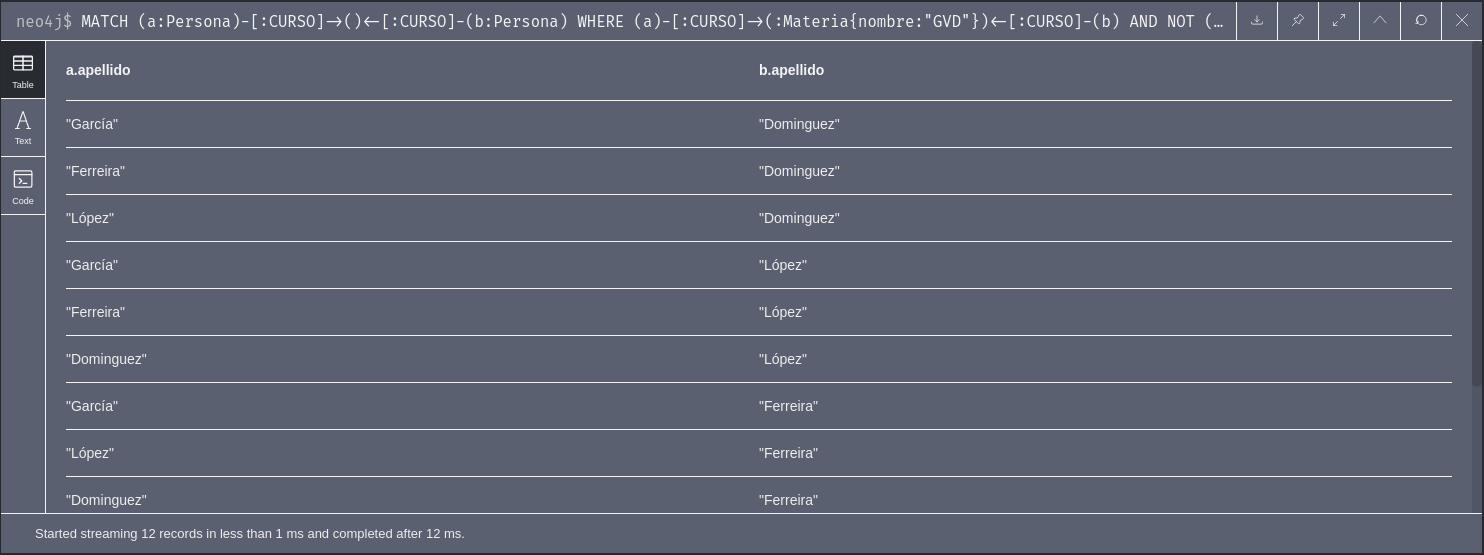 neo4j$ MATCH (a:Persona)-[:CURSO]->()<-[:CURSO]-(b:Persona) WHERE (a)-[:CURSO]->(:Materia{nombre:"GVD"})<-[:CURSO]-(b) AND NOT (…
Table
Text
Code
a.apellido b.apellido
"García" "Dominguez"
"Ferreira" "Dominguez"
"López" "Dominguez"
"García" "López"
"Ferreira" "López"
"Dominguez" "López"
"García" "Ferreira"
"López" "Ferreira"
"Dominguez" "Ferreira"
Started streaming 12 records in less than 1 ms and completed after 12 ms.